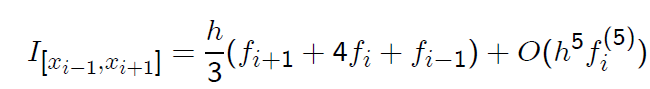 I_{[x_{i-1},x_{i+1}]} = \frac{h}{3}(f_{i+1} + 4f_i + f_{i-1}) + O(h^5 f_i^{(5)})